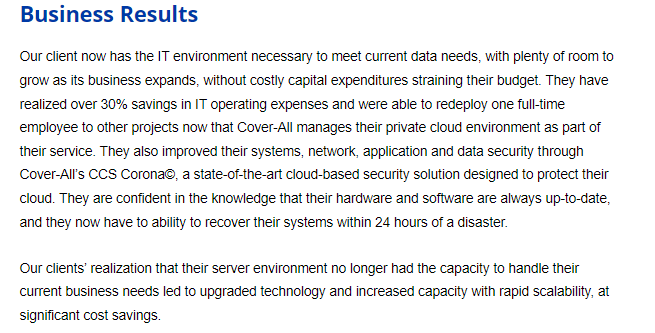 Business Results
Our client now has the IT environment necessary to meet current data needs, with plenty of room to
grow as its business expands, without costly capital expenditures straining their budget. They have
realized over 30% savings in IT operating expenses and were able to redeploy one full-time
employee to other projects now that Cover-All manages their private cloud environment as part of
their service. They also improved their systems, network, application and data security through
Cover-All’s CCS Corona©, a state-of-the-art cloud-based security solution designed to protect their
cloud. They are confident in the knowledge that their hardware and software are always up-to-date,
and they now have to ability to recover their systems within 24 hours of a disaster.
Our clients’ realization that their server environment no longer had the capacity to handle their
current business needs led to upgraded technology and increased capacity with rapid scalability, at
significant cost savings.